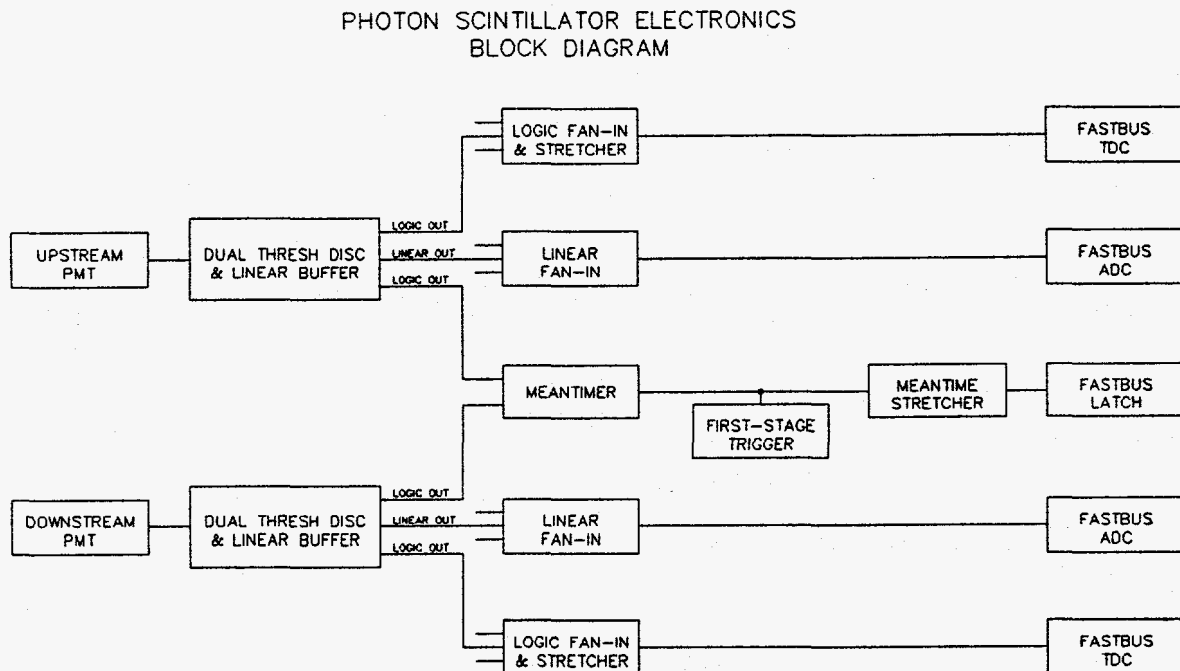 PHOTON SCINTILLATOR ELECTRONICS
BLOCK DIAGRAM
LOGIC FAN-IN
& STRETCHER
FASTBUS
TDC
LOGIC OUT
UPSTREAM
PMT
DUAL THRESH DISC
& LINEAR BUFFER
LINEAR OUT
LINEAR
FAN-IN
FASTBUS
ADC
LOGIC OUT
MEANTIMER
MEANTIME
STRETCHER
FASTBUS
LATCH
FIRST-STAGE
TRIGGER
LOGIC OUT
DOWNSTREAM
PMT
DUAL THRESH DISC
& LINEAR BUFFER
LINEAR OUT
LINEAR
FAN-IN
FASTBUS
ADC
LOGIC OUT
LOGIC FAN-IN
& STRETCHER
FASTBUS
TDC